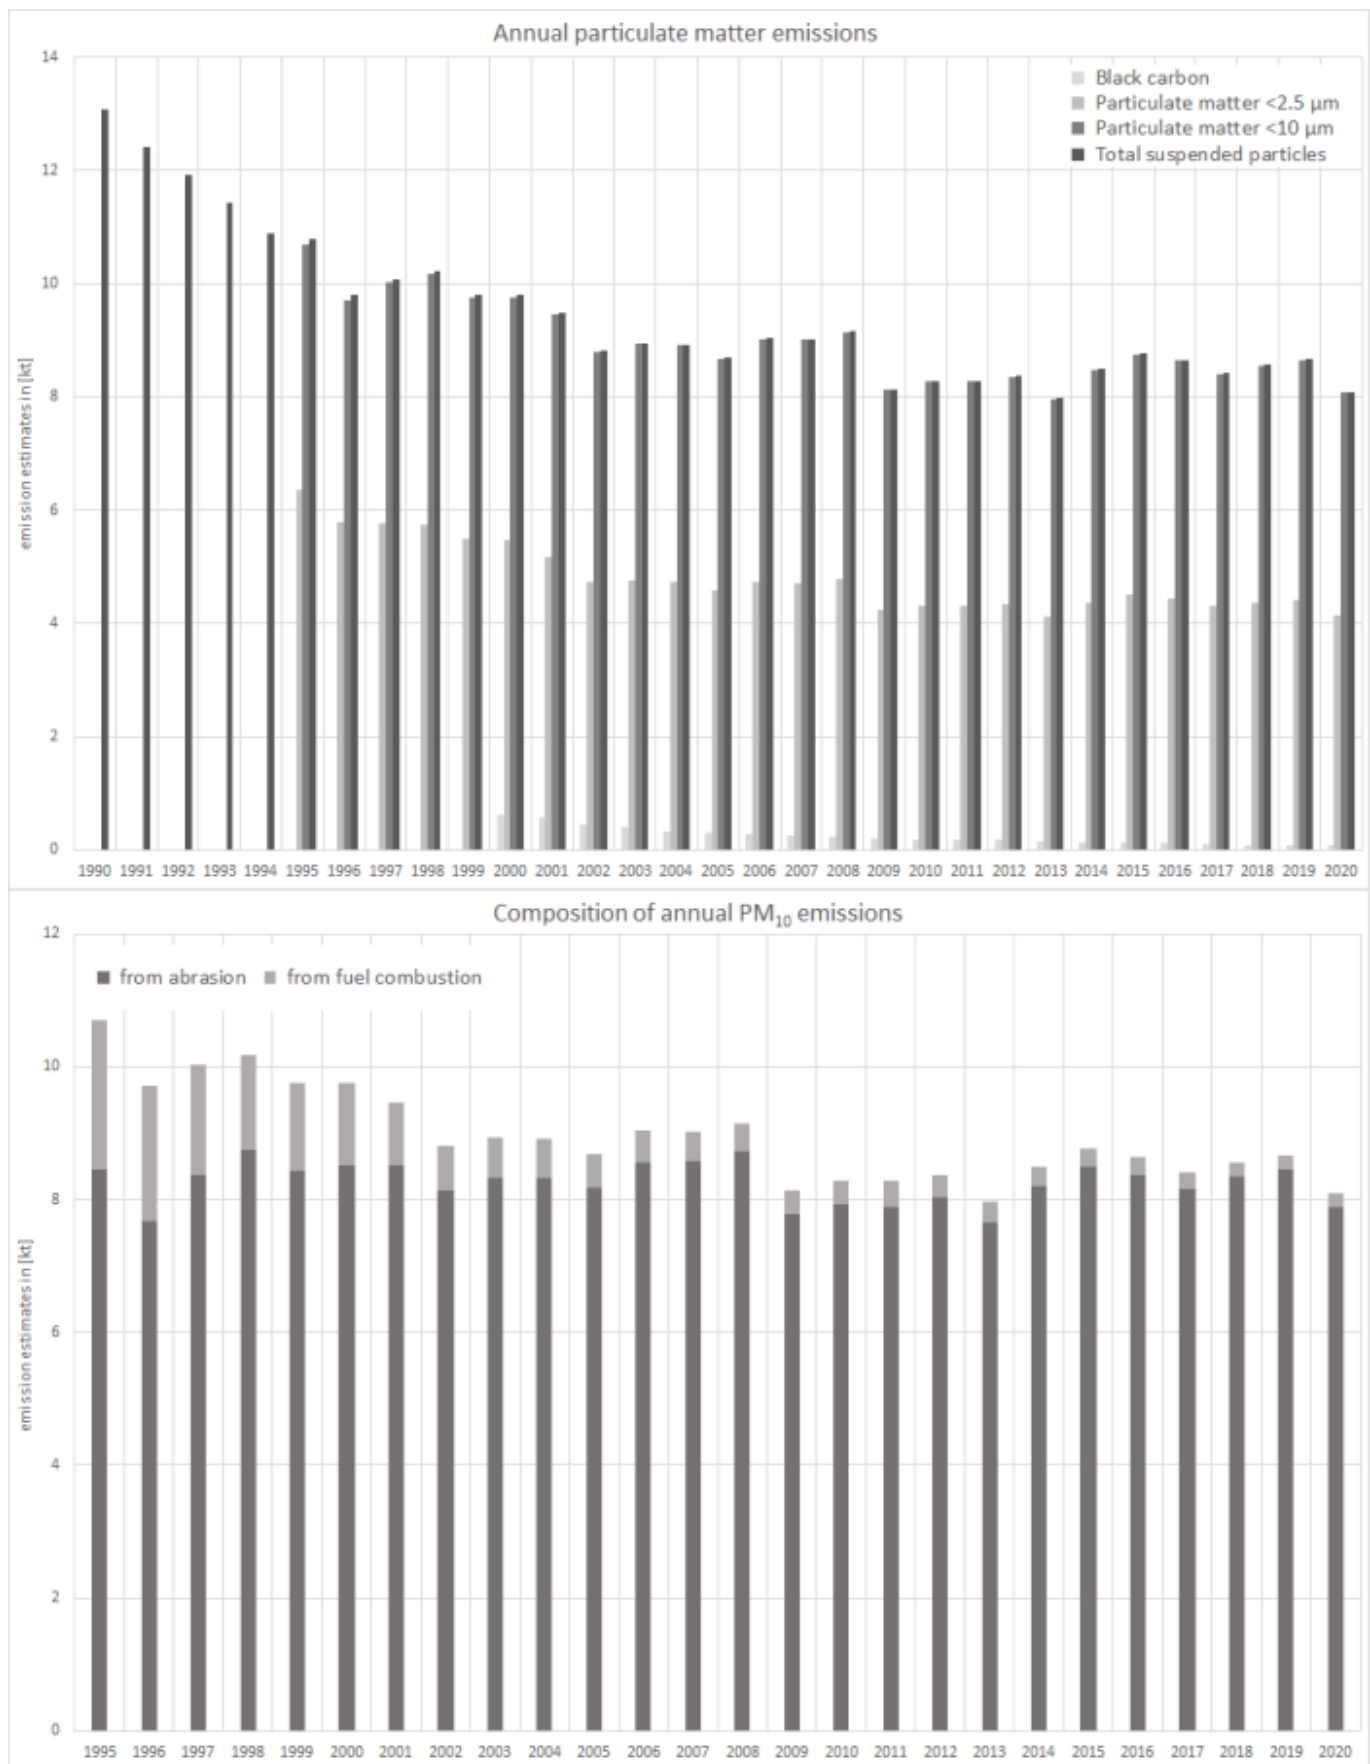 Annual particulate matter emissions
14
Black carbon
Particulate matter <2.5 µm
Particulate matter <10 µm
Total suspended particles
12
10
8
6
4
2
0
emission estimates in [kt]
1990 1991 1992 1993 1994 1995 1996 1997 1998 1999 2000 2001 2002 2003 2004 2005 2006 2007 2008 2009 2010 2011 2012 2013 2014 2015 2016 2017 2018 2019 2020
Composition of annual PM₁₀ emissions
12
from abrasion from fuel combustion
10
8
6
4
2
0
emission estimates in [kt]
1995 1996 1997 1998 1999 2000 2001 2002 2003 2004 2005 2006 2007 2008 2009 2010 2011 2012 2013 2014 2015 2016 2017 2018 2019 2020